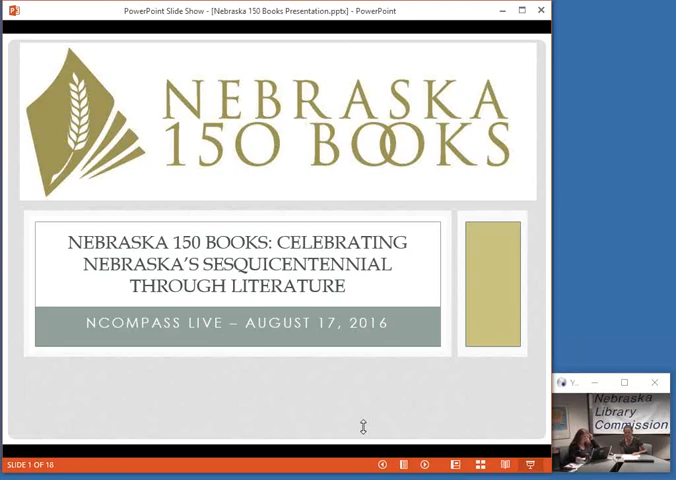 PowerPoint Slide Show - [Nebraska 150 Books Presentation.pptx] - PowerPoint
NEBRASKA
150 BOOKS
NEBRASKA 150 BOOKS: CELEBRATING
NEBRASKA'S SESQUICENTENNIAL
THROUGH LITERATURE
NCOMPASS LIVE – AUGUST 17, 2016
Y...
Nebraska
Library
Commission
SLIDE 1 OF 18